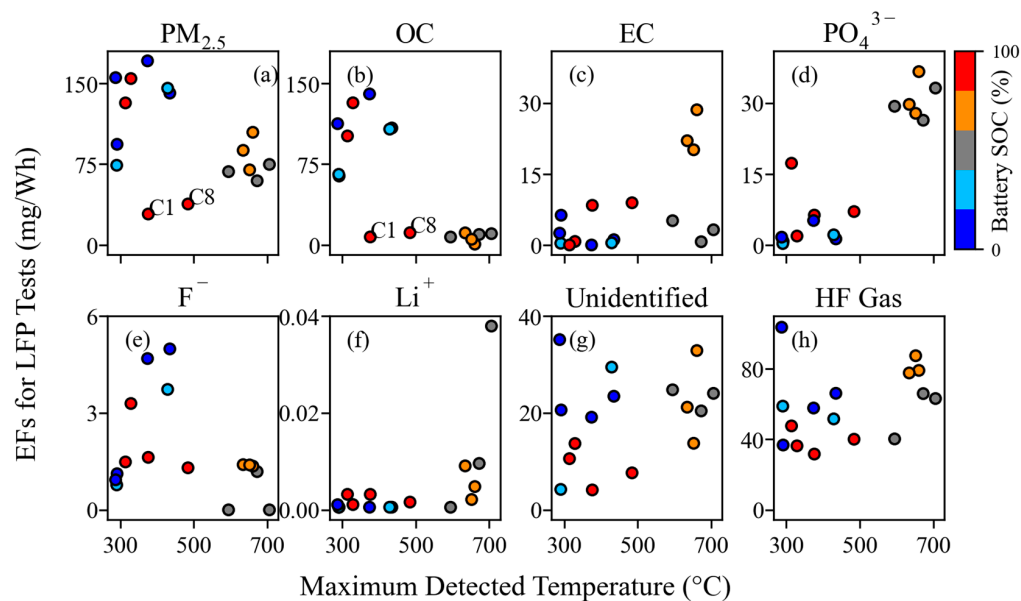 PM₂.₅
OC
EC
PO₄³⁻
(a)
(b)
(c)
(d)
150
75
0
C1
C8
150
75
0
C1
C8
30
15
0
30
15
0
100
0
Battery SOC (%)
EFs for LFP Tests (mg/Wh)
F⁻
Li⁺
Unidentified
HF Gas
(e)
(f)
(g)
(h)
6
3
0
0.04
0.02
0.00
40
20
0
80
40
0
300 500 700
300 500 700
300 500 700
300 500 700
Maximum Detected Temperature (°C)